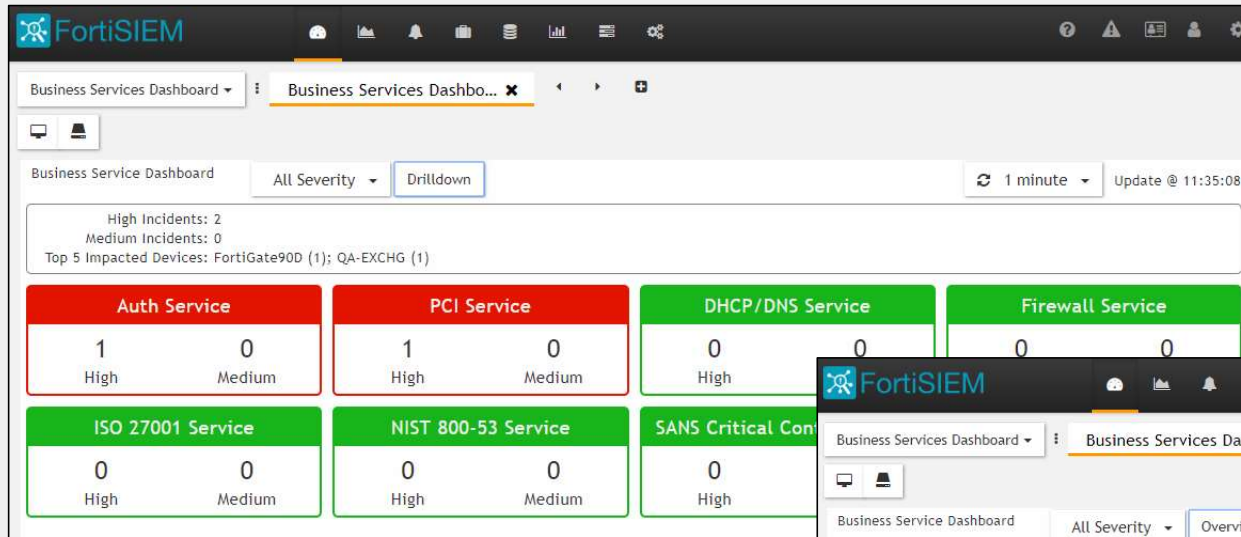 FortiSIEM
Business Services Dashboard
Business Services Dashbo...
Business Service Dashboard
All Severity
Drilldown
1 minute
Update @ 11:35:08
High Incidents: 2
Medium Incidents: 0
Top 5 Impacted Devices: FortiGate90D (1); QA-EXCHG (1)
Auth Service
PCI Service
DHCP/DNS Service
Firewall Service
1 0
1 0
0 0
0 0
High Medium
High Medium
High
ISO 27001 Service
NIST 800-53 Service
SANS Critical Cont
0 0
0 0
0
High Medium
High Medium
High
FortiSIEM
Business Services Dashboard
Business Services Da
Business Service Dashboard
All Severity
Overvi